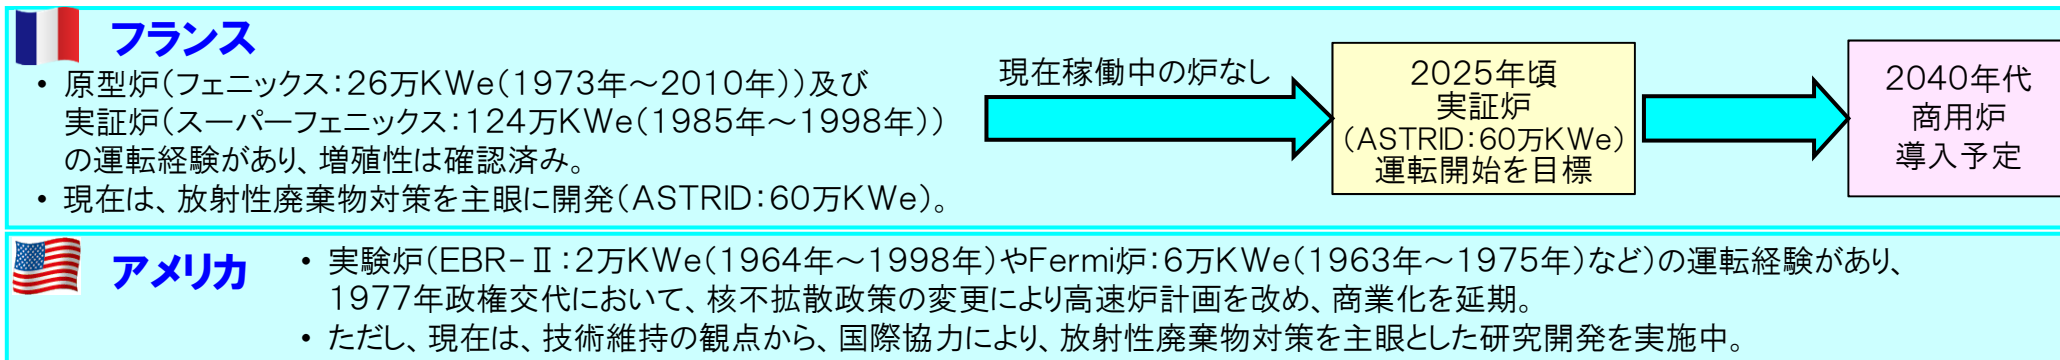 フランス
• 原型炉(フェニックス:26万KWe(1973年～2010年))及び
実証炉(スーパーフェニックス:124万KWe(1985年～1998年))
の運転経験があり、増殖性は確認済み。
• 現在は、放射性廃棄物対策を主眼に開発(ASTRID:60万KWe)。
現在稼働中の炉なし
2025年頃
実証炉
(ASTRID:60万KWe)
運転開始を目標
2040年代
商用炉
導入予定
アメリカ
• 実験炉(EBR-Ⅱ:2万KWe(1964年～1998年)やFermi炉:6万KWe(1963年～1975年)など)の運転経験があり、
1977年政権交代において、核不拡散政策の変更により高速炉計画を改め、商業化を延期。
• ただし、現在は、技術維持の観点から、国際協力により、放射性廃棄物対策を主眼とした研究開発を実施中。